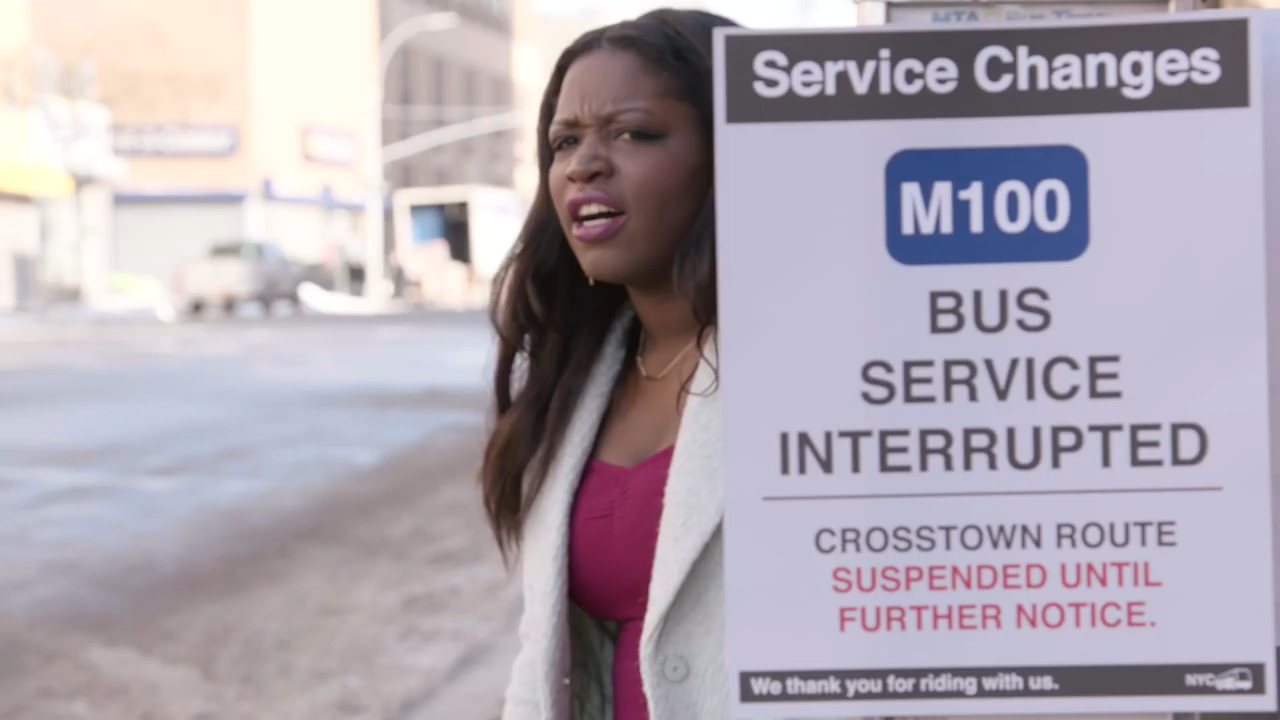 Service Changes
M100
BUS
SERVICE
INTERRUPTED
CROSSTOWN ROUTE
SUSPENDED UNTIL
FURTHER NOTICE.
We thank you for riding with us.
NYC